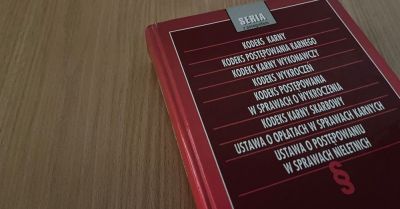 SERIA
KODEKS KARNY
KODEKS POSTĘPOWANIA KARNEGO
KODEKS KARNY WYKONAWCZY
KODEKS WYKROCZEŃ
KODEKS POSTĘPOWANIA
W SPRAWACH O WYKROCZENIA
KODEKS KARNY SKARBOWY
USTAWA O OPŁATACH W SPRAWACH KARNYCH
USTAWA O POSTĘPOWANIU
W SPRAWACH NIELETNICH
§